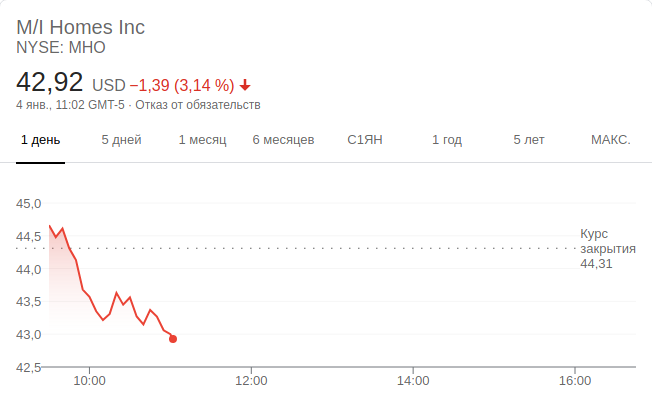 M/I Homes Inc
NYSE: MHO
42,92 USD −1,39 (3,14 %)
4 янв., 11:02 GMT-5 · Отказ от обязательств
1 день 5 дней 1 месяц 6 месяцев С1ЯН 1 год 5 лет МАКС.
45,0
44,5
44,0
43,5
43,0
42,5
Курс
закрытия
44,31
10:00 12:00 14:00 16:00